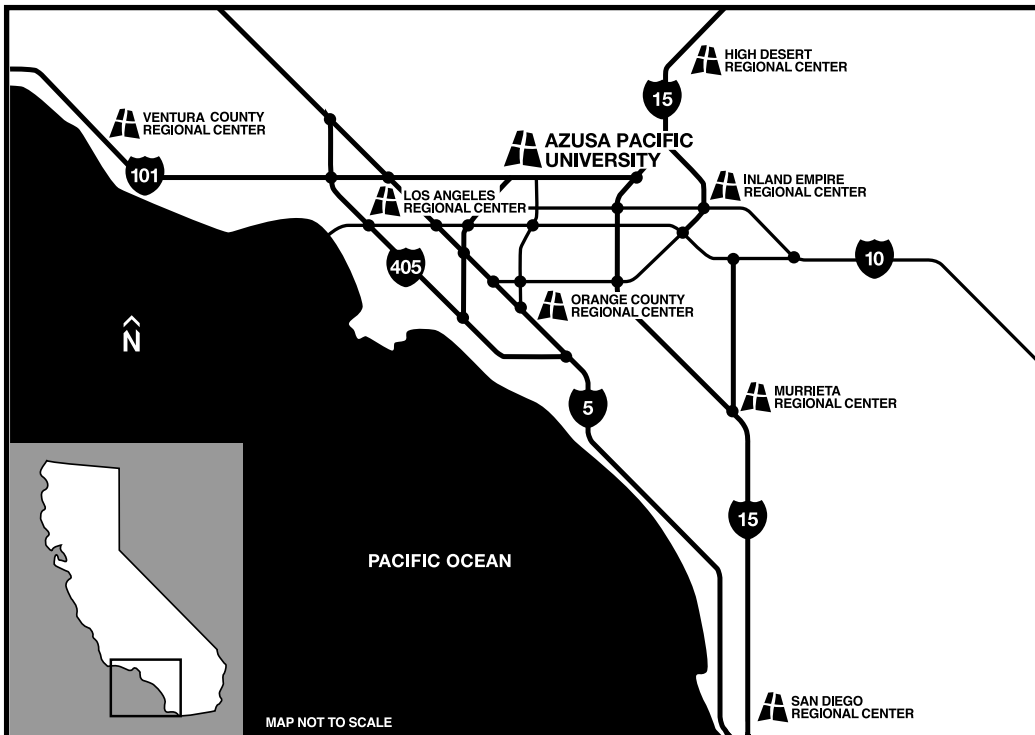 HIGH DESERT
REGIONAL CENTER
15
VENTURA COUNTY
REGIONAL CENTER
AZUSA PACIFIC
UNIVERSITY
101
INLAND EMPIRE
REGIONAL CENTER
LOS ANGELES
REGIONAL CENTER
405
10
ORANGE COUNTY
REGIONAL CENTER
N
MURRIETA
REGIONAL CENTER
5
15
PACIFIC OCEAN
SAN DIEGO
REGIONAL CENTER
MAP NOT TO SCALE